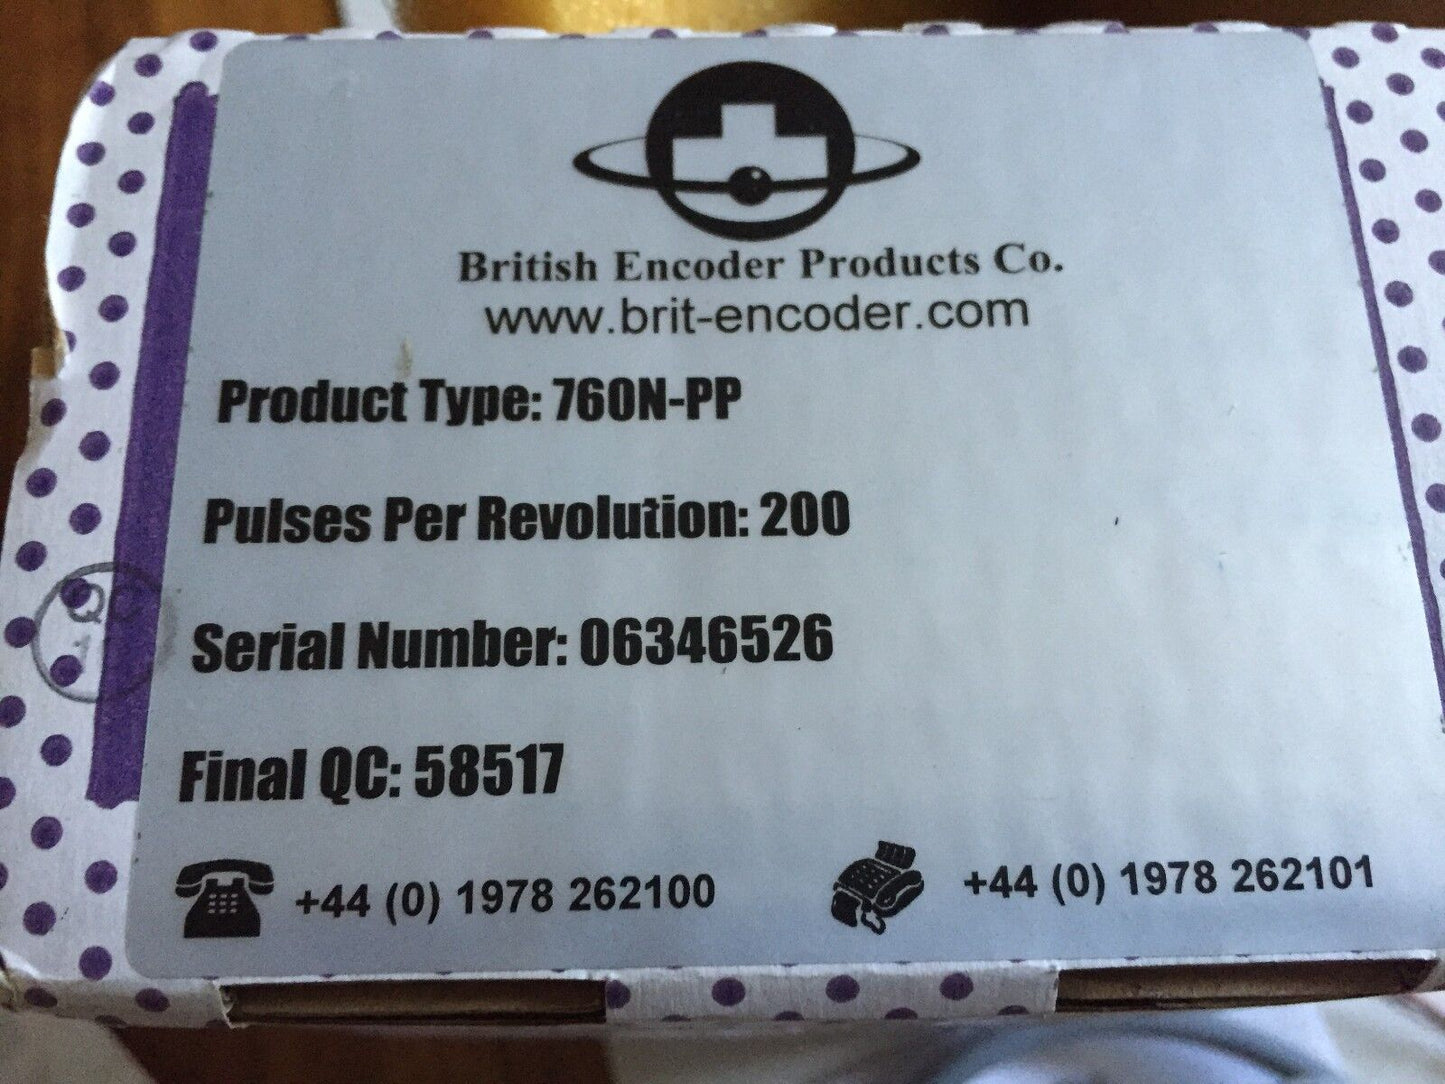 British Encoder Products Co.
www.brit-encoder.com
Product Type: 760N-PP
Pulses Per Revolution: 200
Serial Number: 06346526
Final QC: 58517
+44 (0) 1978 262100
+44 (0) 1978 262101